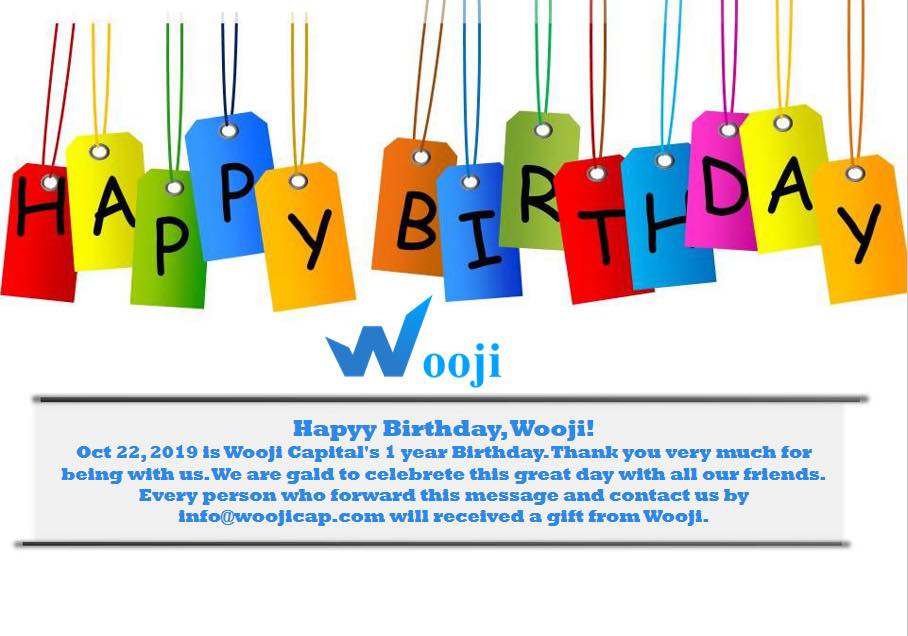 HAPPY BIRTHDAY
Wooji
Hapyy Birthday, Wooji!
Oct 22, 2019 is Wooji Capital's 1 year Birthday. Thank you very much for
being with us. We are gald to celebrete this great day with all our friends.
Every person who forward this message and contact us by
info@woojicap.com will received a gift from Wooji.